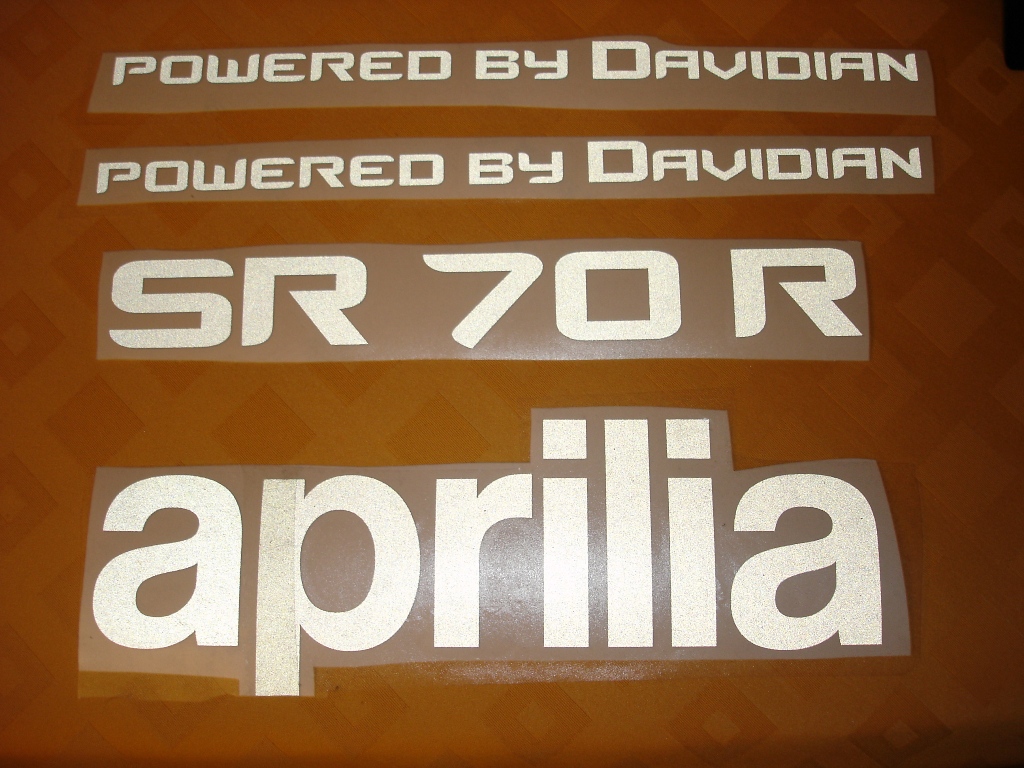 POWERED BY DAVIDIAN
POWERED BY DAVIDIAN
SR 70 R
aprilia